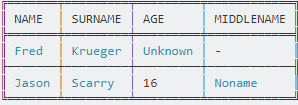 NAME SURNAME AGE MIDDLENAME
Fred Krueger Unknown -
Jason Scarry 16 Noname